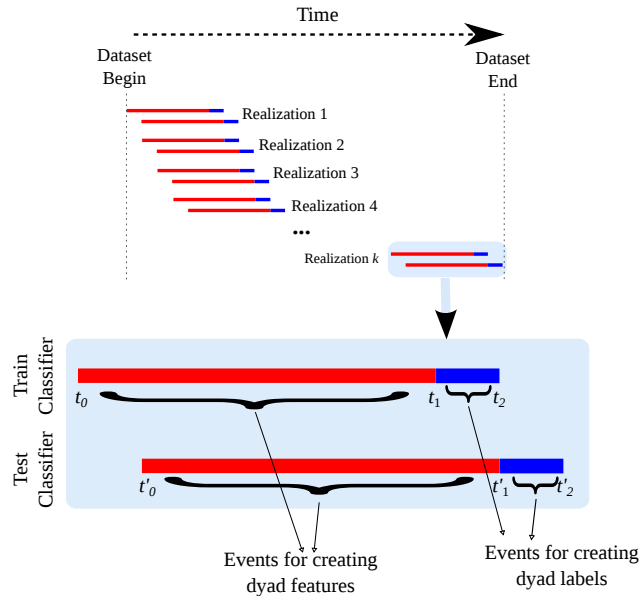 Time
Dataset
Begin
Dataset
End
Realization 1
Realization 2
Realization 3
Realization 4
...
Realization k
Train
Classifier
t0
t1
t2
Test
Classifier
t'0
t'1
t'2
Events for creating
dyad features
Events for creating
dyad labels